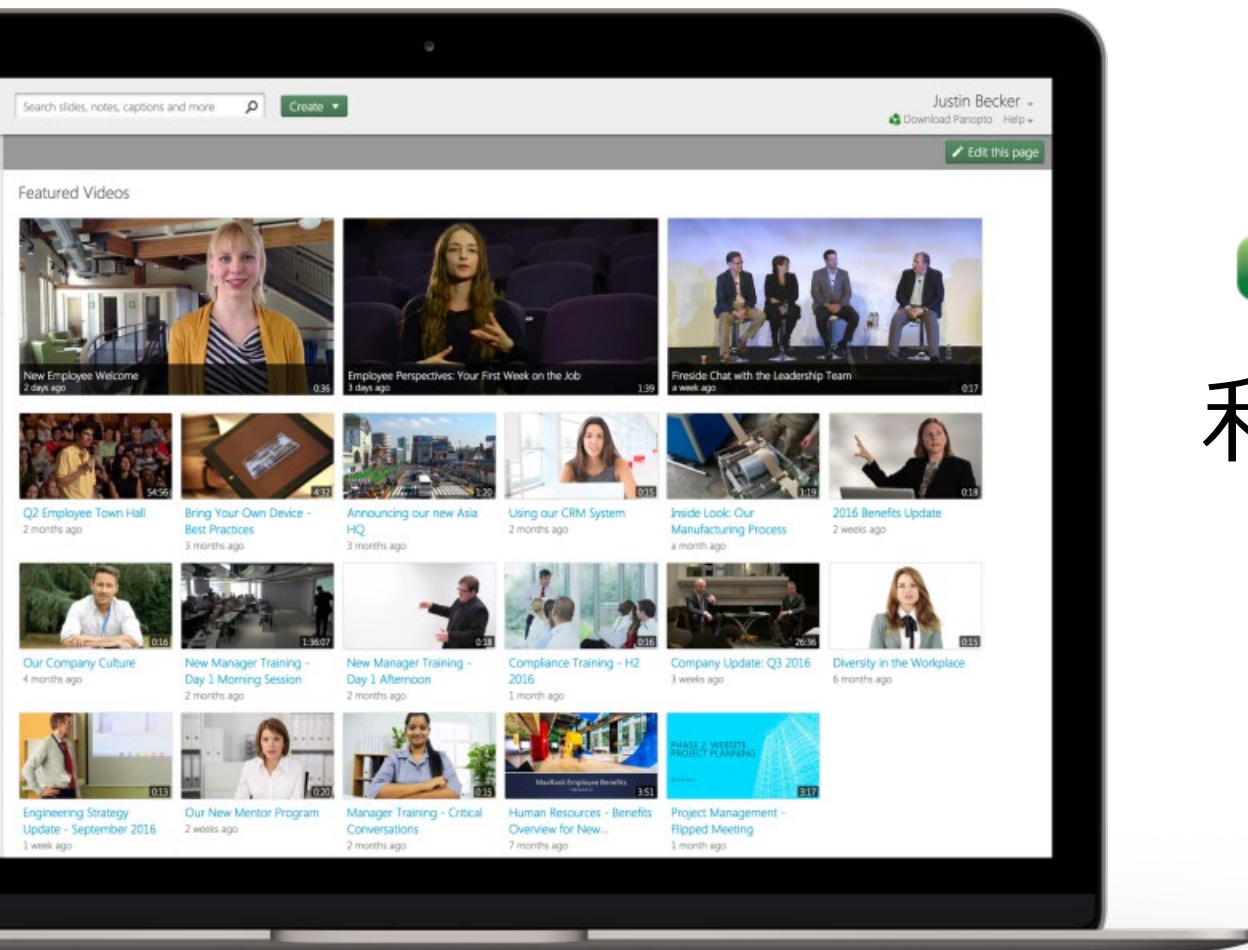 Search slides, notes, captions and more
Create
Justin Becker
Download Panopto Help
Edit this page
Featured Videos
New Employee Welcome
2 days ago
0:36
Employee Perspectives: Your First Week on the Job
3 days ago
1:39
Fireside Chat with the Leadership Team
a week ago
0:17
54:56
4:32
1:20
0:15
1:19
0:18
Q2 Employee Town Hall
2 months ago
Bring Your Own Device -
Best Practices
3 months ago
Announcing our new Asia
HQ
3 months ago
Using our CRM System
2 months ago
Inside Look: Our
Manufacturing Process
a month ago
2016 Benefits Update
2 weeks ago
0:16
1:36:07
0:18
0:16
26:36
0:15
Our Company Culture
4 months ago
New Manager Training -
Day 1 Morning Session
2 months ago
New Manager Training -
Day 1 Afternoon
2 months ago
Compliance Training - H2
2016
1 month ago
Company Update: Q3 2016
3 weeks ago
Diversity in the Workplace
6 months ago
0:13
0:20
0:15
MaxBank Employee Benefits
3:51
PHASE 2: WEBSITE
PROJECT PLANNING
3:17
Engineering Strategy
Update - September 2016
1 week ago
Our New Mentor Program
2 weeks ago
Manager Training - Critical
Conversations
2 months ago
Human Resources - Benefits
Overview for New...
7 months ago
Project Management -
Flipped Meeting
1 month ago